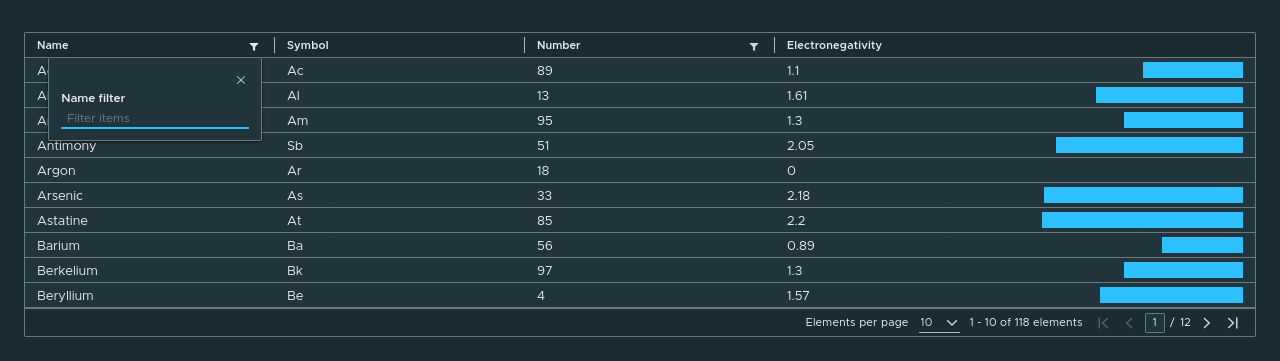 Name Symbol Number Electronegativity
Ac 89 1.1
Al 13 1.61
Am 95 1.3
Name filter
Filter items
Antimony Sb 51 2.05
Argon Ar 18 0
Arsenic As 33 2.18
Astatine At 85 2.2
Barium Ba 56 0.89
Berkelium Bk 97 1.3
Beryllium Be 4 1.57
Elements per page 10 1 - 10 of 118 elements 1 / 12